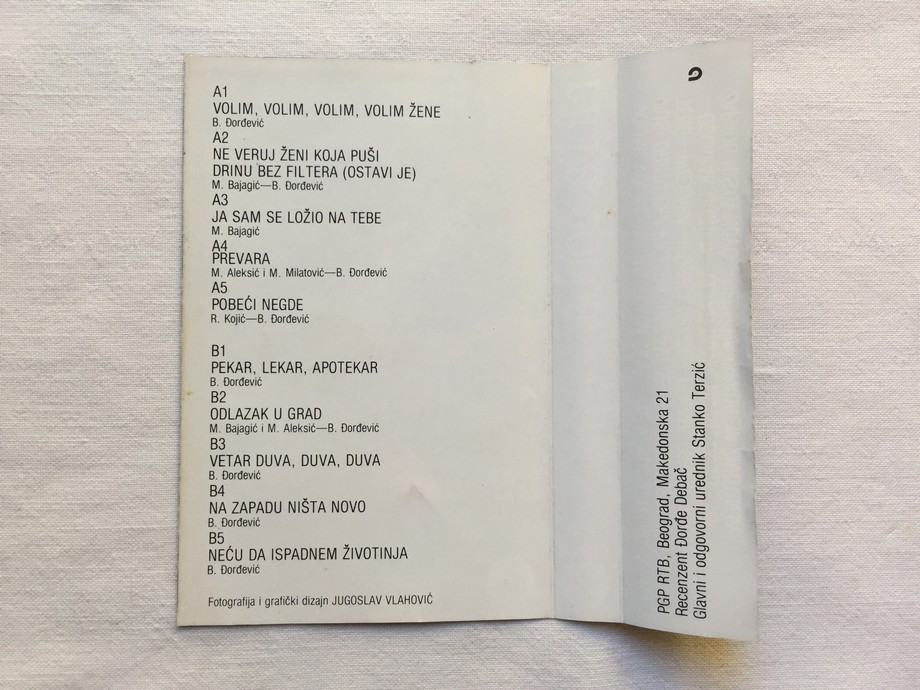 A1
VOLIM, VOLIM, VOLIM, VOLIM ŽENE
B. Đorđević
A2
NE VERUJ ŽENI KOJA PUŠI
DRINU BEZ FILTERA (OSTAVI JE)
M. Bajagić—B. Đorđević
A3
JA SAM SE LOŽIO NA TEBE
M. Bajagić
A4
PREVARA
M. Aleksić i M. Milatović—B. Đorđević
A5
POBEĆI NEGDE
R. Kojić—B. Đorđević
B1
PEKAR, LEKAR, APOTEKAR
B. Đorđević
B2
ODLAZAK U GRAD
M. Bajagić i M. Aleksić—B. Đorđević
B3
VETAR DUVA, DUVA, DUVA
B. Đorđević
B4
NA ZAPADU NIŠTA NOVO
B. Đorđević
B5
NEĆU DA ISPADNEM ŽIVOTINJA
B. Đorđević
Fotografija i grafički dizajn JUGOSLAV VLAHOVIĆ
PGP RTB, Beograd, Makedonska 21
Recenzent Đorđe Debač
Glavni i odgovorni urednik Stanko Terzić